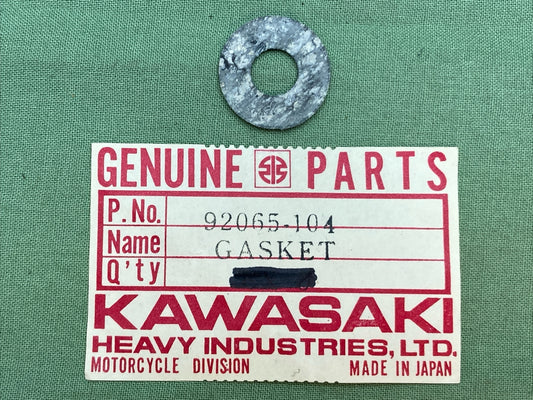 GENUINE PARTS
P. No. 92065-104
Name GASKET
Q'ty
KAWASAKI
HEAVY INDUSTRIES, LTD.
MOTORCYCLE DIVISION MADE IN JAPAN